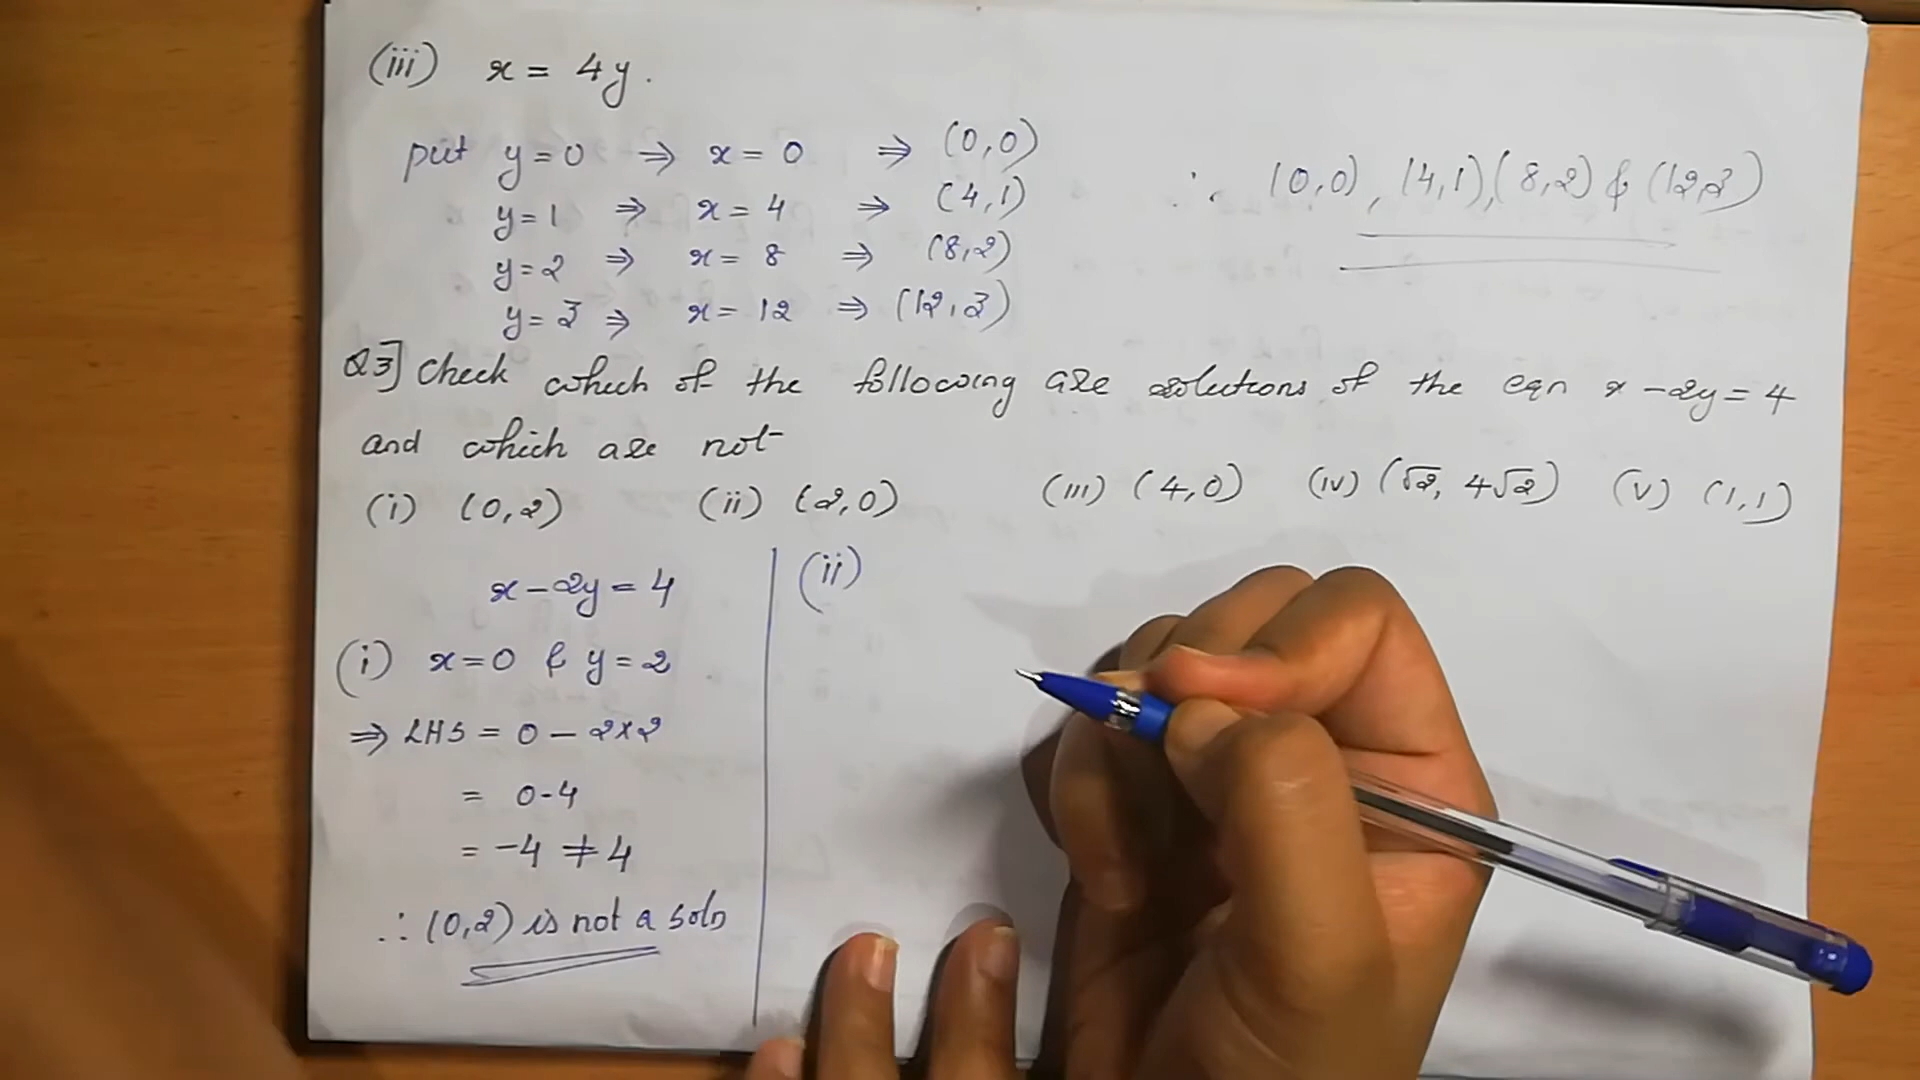 (iii) x = 4y.
put y=0 ⇒ x = 0 ⇒ (0,0)
y=1 ⇒ x = 4 ⇒ (4,1)
y=2 ⇒ x = 8 ⇒ (8,2)
y=3 ⇒ x = 12 ⇒ (12,3)
∴ (0,0), (4,1),(8,2) & (12,3)
Q3] Check which of the following are solutions of the eqn x-2y=4
and which are not
(i) (0,2) (ii) (2,0) (iii) (4,0) (iv) (√2, 4√2) (v) (1,1)
x-2y=4
(i) x=0 & y=2
⇒ LHS = 0 - 2×2
= 0-4
= -4 ≠ 4
∴ (0,2) is not a soln
(ii)